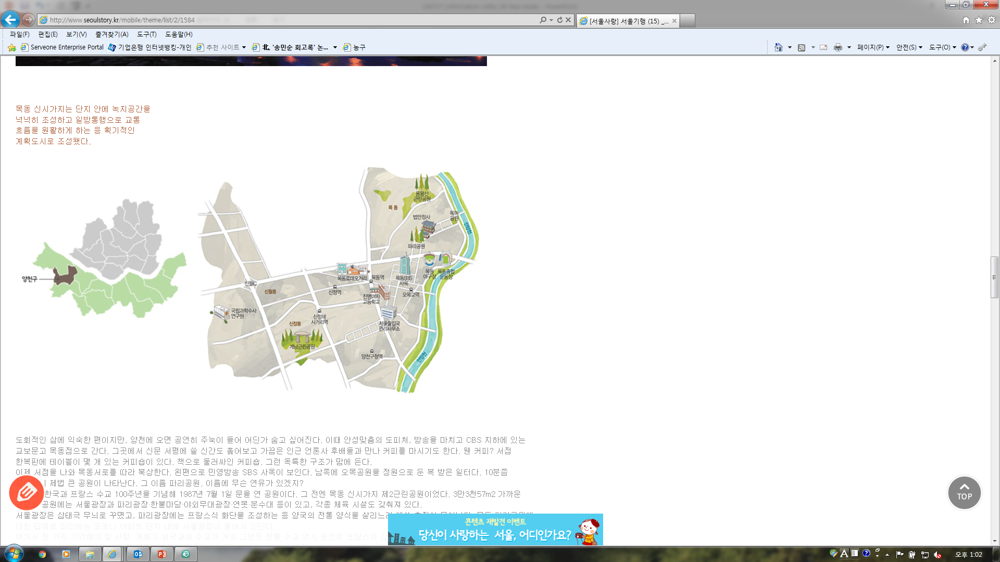 http://www.seoulstory.kr/mobile/theme/list/2/1584
[서울사랑] 서울기행 (15) _...
파일(F) 편집(E) 보기(V) 즐겨찾기(A) 도구(T) 도움말(H)
Serveone Enterprise Portal 기업은행 인터넷뱅킹-개인 추천 사이트 北, '송민순 회고록' 논... 농구
페이지(P) 안전(S) 도구(O)
목동 신시가지는 단지 안에 녹지공간을
넉넉히 조성하고 일방통행으로 교통
흐름을 원활하게 하는 등 획기적인
계획도시로 조성됐다.
양천구
용왕산
근린공원
목동
법안정사
목마
공원
안양천
파리공원
목동로데오거리
목동역
목동SBS
사옥
목동
야구장
목동종합
운동장
신월IC
신월동
신정역
진명여자
고등학교
오목교역
국립과학수사
연구원
신정네
사거리역
신정동
서울출입국
관리사무소
계남근린공원
양천구청역
안양천
도회적인 삶에 익숙한 편이지만, 양천에 오면 공연히 주눅이 들어 어딘가 숨고 싶어진다. 이때 안성맞춤의 도피처, 방송을 마치고 CBS 지하에 있는
교보문고 목동점으로 간다. 그곳에서 신문 서평에 쓸 신간도 훑어보고 가끔은 인근 언론사 후배들과 만나 커피를 마시기도 한다. 웬 커피? 서점
한복판에 테이블이 몇 개 있는 커피숍이 있다. 책으로 둘러싸인 커피숍. 그런 독특한 구조가 맘에 든다.
이제 서점을 나와 목동서로를 따라 북상한다. 왼편으로 민영방송 SBS 사옥이 보인다. 남쪽에 오목공원을 정원으로 둔 복 받은 일터다. 10분쯤
제법 큰 공원이 나타난다. 그 이름 파리공원. 이름에 무슨 연유가 있겠지?
한국과 프랑스 수교 100주년을 기념해 1987년 7월 1일 문을 연 공원이다. 그 전엔 목동 신시가지 제2근린공원이었다. 3만3천57m2 가까운
공원에는 서울광장과 파리광장·한불마당·야외무대광장·연못·분수대 등이 있고, 각종 체육 시설도 갖춰져 있다.
서울광장은 삼태극 무늬로 꾸몄고, 파리광장에는 프랑스식 화단을 조성하는 등 양국의 전통 양식을 살리느라
대한 답례로 파리에는 코로니 아파트 단지 내에 서울광장이 들어서 있단다.
여기서 한 가지 기억해야 할 사항. 개화기 외국과의 수교가 거의 그랬듯 한불 수교 역시 순전히 프랑스의
TOP
콘텐츠 재발견 이벤트
당신이 사랑하는 서울, 어디인가요?
A
오후 1:02